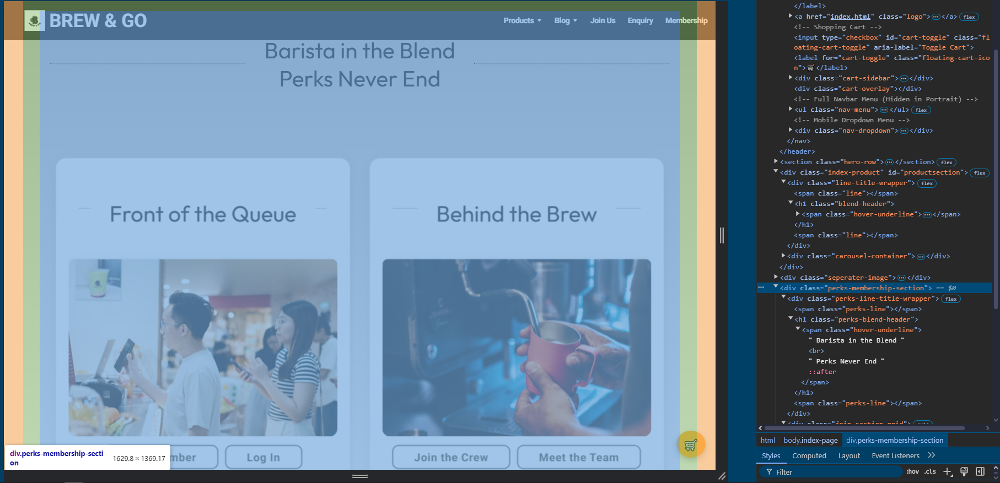 BREW & GO
Products
Blog
Join Us
Enquiry
Membership
Barista in the Blend
Perks Never End
Front of the Queue
Behind the Brew
mber
Log In
Join the Crew
Meet the Team
div.perks-membership-secti
on
1629.8 × 1369.17
</label>
<a href="index.html" class="logo">⋯</a> flex
<!-- Shopping Cart -->
<input type="checkbox" id="cart-toggle" class="fl
oating-cart-toggle" aria-label="Toggle Cart">
<label for="cart-toggle" class="floating-cart-ico
n">🛒</label>
<div class="cart-sidebar">⋯</div>
<div class="cart-overlay"></div>
<!-- Full Navbar Menu (Hidden in Portrait) -->
<ul class="nav-menu">⋯</ul> flex
<!-- Mobile Dropdown Menu -->
<div class="nav-dropdown">⋯</div>
</nav>
</header>
<section class="hero-row">⋯</section> flex
<div class="index-product" id="productsection"> flex
<div class="line-title-wrapper"> flex
<span class="line"></span>
<h1 class="blend-header">
<span class="hover-underline">⋯</span>
</h1>
<span class="line"></span>
</div>
<div class="carousel-container">⋯</div>
</div>
<div class="seperater-image">⋯</div>
⋯ <div class="perks-membership-section"> == $0
<div class="perks-line-title-wrapper"> flex
<span class="perks-line"></span>
<h1 class="perks-blend-header">
<span class="hover-underline">
" Barista in the Blend "
<br>
" Perks Never End "
::after
</span>
</h1>
<span class="perks-line"></span>
</div>
<div class="join-section-grid"> grid
html
body.index-page
div.perks-membership-section
Styles
Computed
Layout
Event Listeners
Filter
:hov
.cls